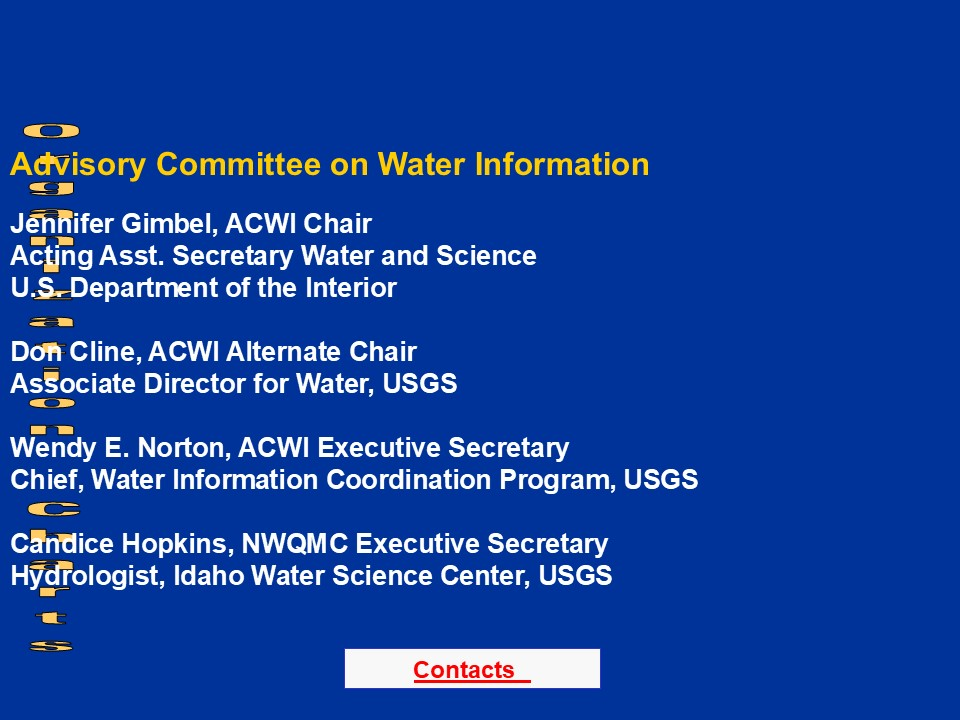 Organization Charts
Advisory Committee on Water Information
Jennifer Gimbel, ACWI Chair
Acting Asst. Secretary Water and Science
U.S. Department of the Interior
Don Cline, ACWI Alternate Chair
Associate Director for Water, USGS
Wendy E. Norton, ACWI Executive Secretary
Chief, Water Information Coordination Program, USGS
Candice Hopkins, NWQMC Executive Secretary
Hydrologist, Idaho Water Science Center, USGS
Contacts